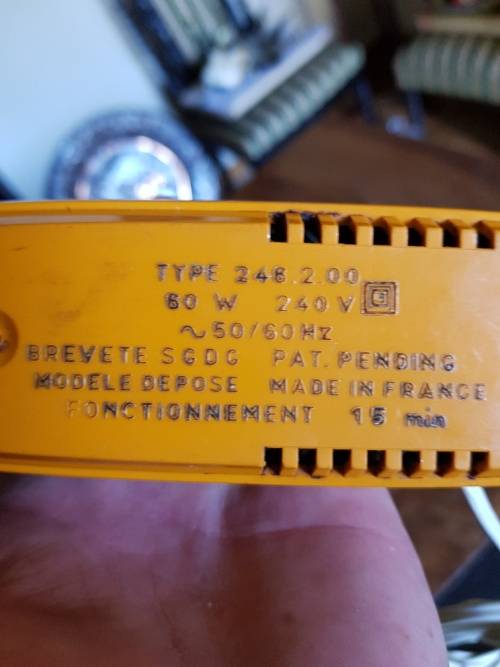 TYPE 246.2.00
60 W 240 V
~ 50/60 Hz
BREVETE SGDG PAT. PENDING
MODELE DEPOSE MADE IN FRANCE
FONCTIONNEMENT 15 min